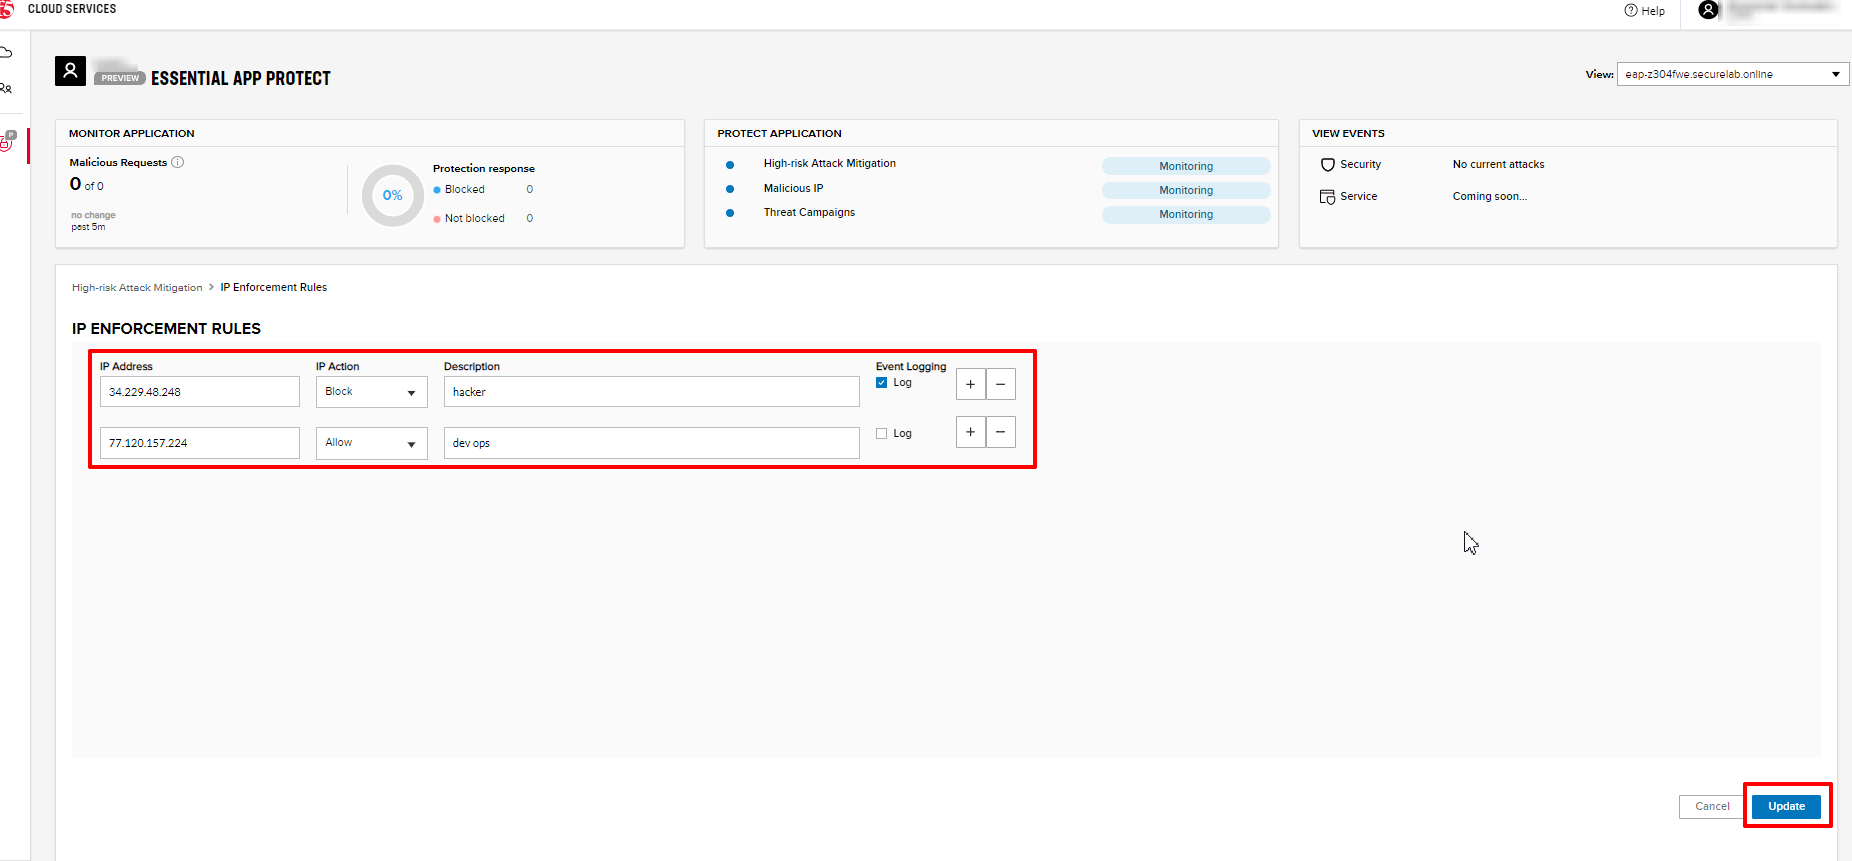 f5 CLOUD SERVICES
Help
PREVIEW ESSENTIAL APP PROTECT
View: eap-z304fwe.securelab.online
P
MONITOR APPLICATION
Malicious Requests
0 of 0
no change
past 5m
0%
Protection response
Blocked 0
Not blocked 0
PROTECT APPLICATION
High-risk Attack Mitigation Monitoring
Malicious IP Monitoring
Threat Campaigns Monitoring
VIEW EVENTS
Security No current attacks
Service Coming soon...
High-risk Attack Mitigation > IP Enforcement Rules
IP ENFORCEMENT RULES
IP Address IP Action Description Event Logging
34.229.48.248 Block hacker Log + −
77.120.157.224 Allow dev ops Log + −
Cancel Update